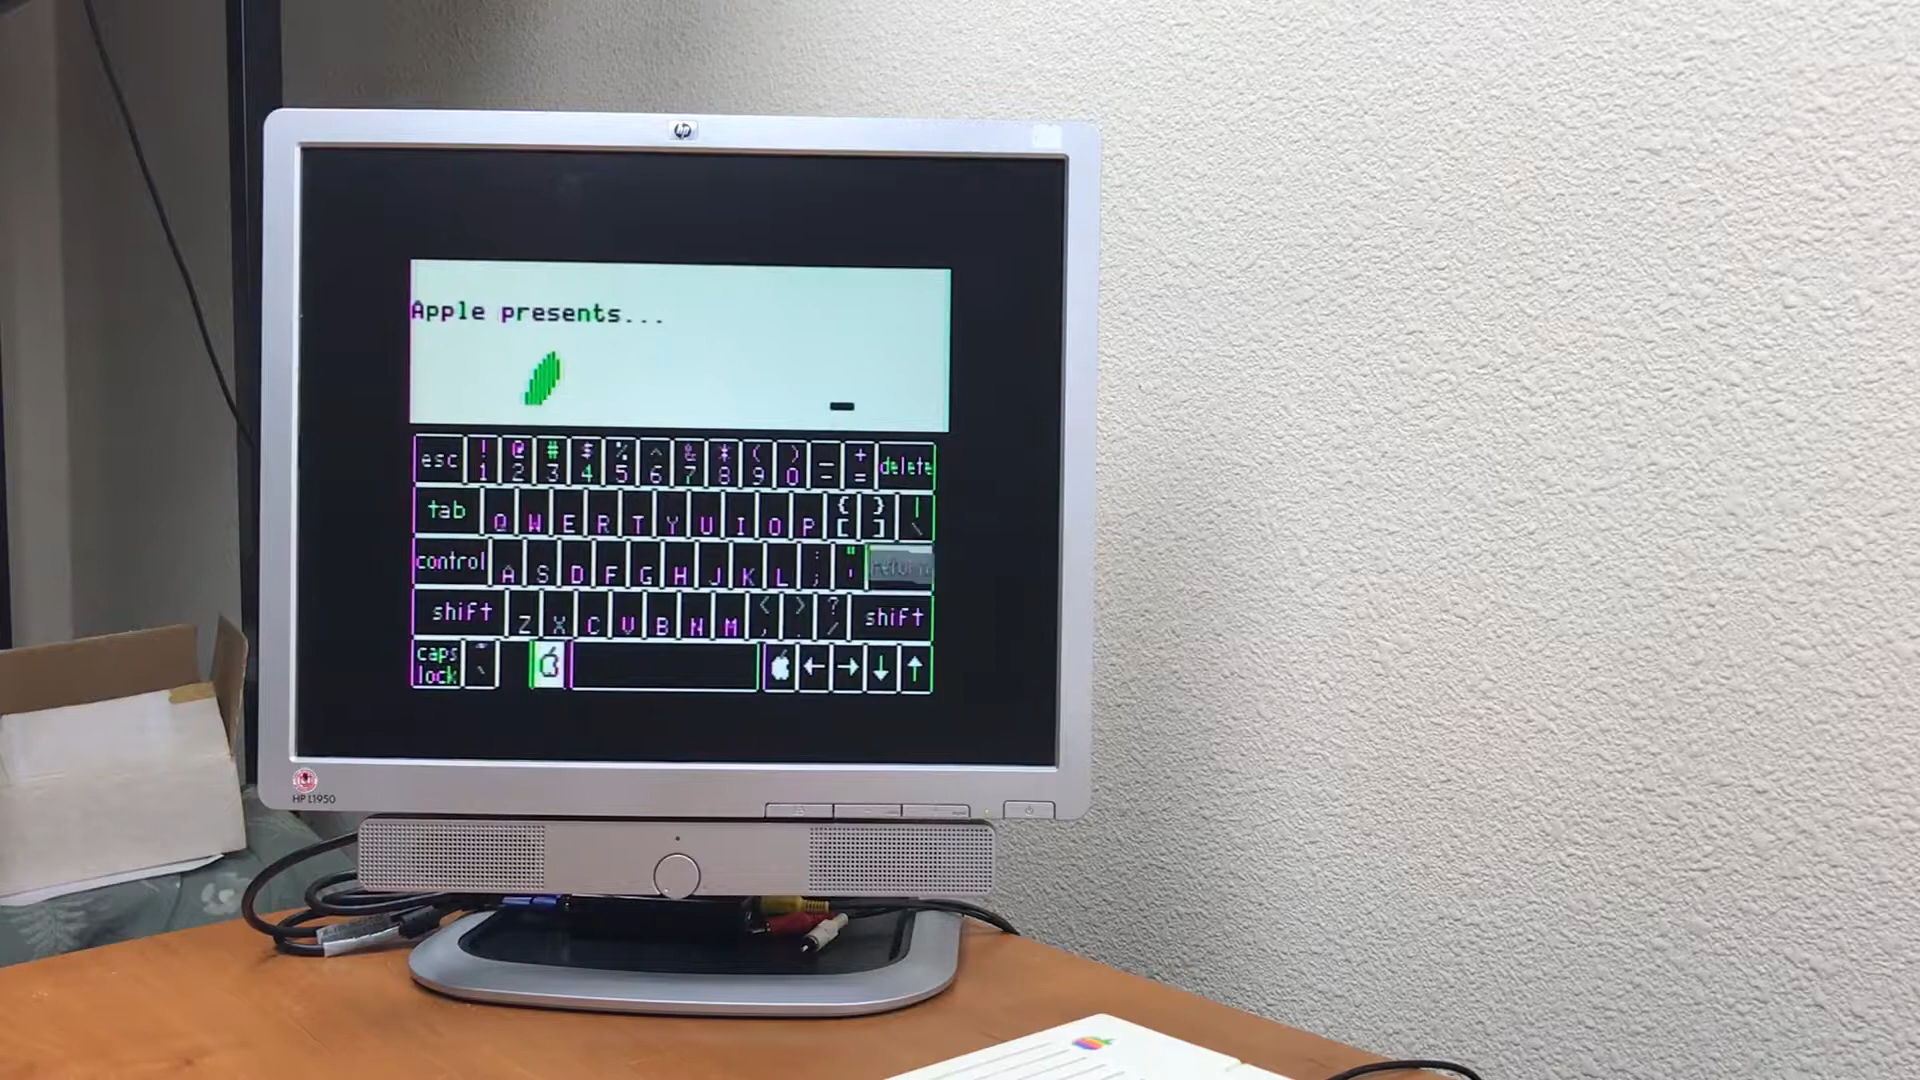 hp
Apple presents...
esc ! 1 @ 2 # 3 $ 4 % 5 ^ 6 & 7 * 8 ( 9 ) 0 _ - + = delete
tab Q W E R T Y U I O P { [ } ] | \
control A S D F G H J K L : ; " ' return
shift Z X C V B N M < , > . ? / shift
caps lock ~ ` ← → ↓ ↑
HP L1950